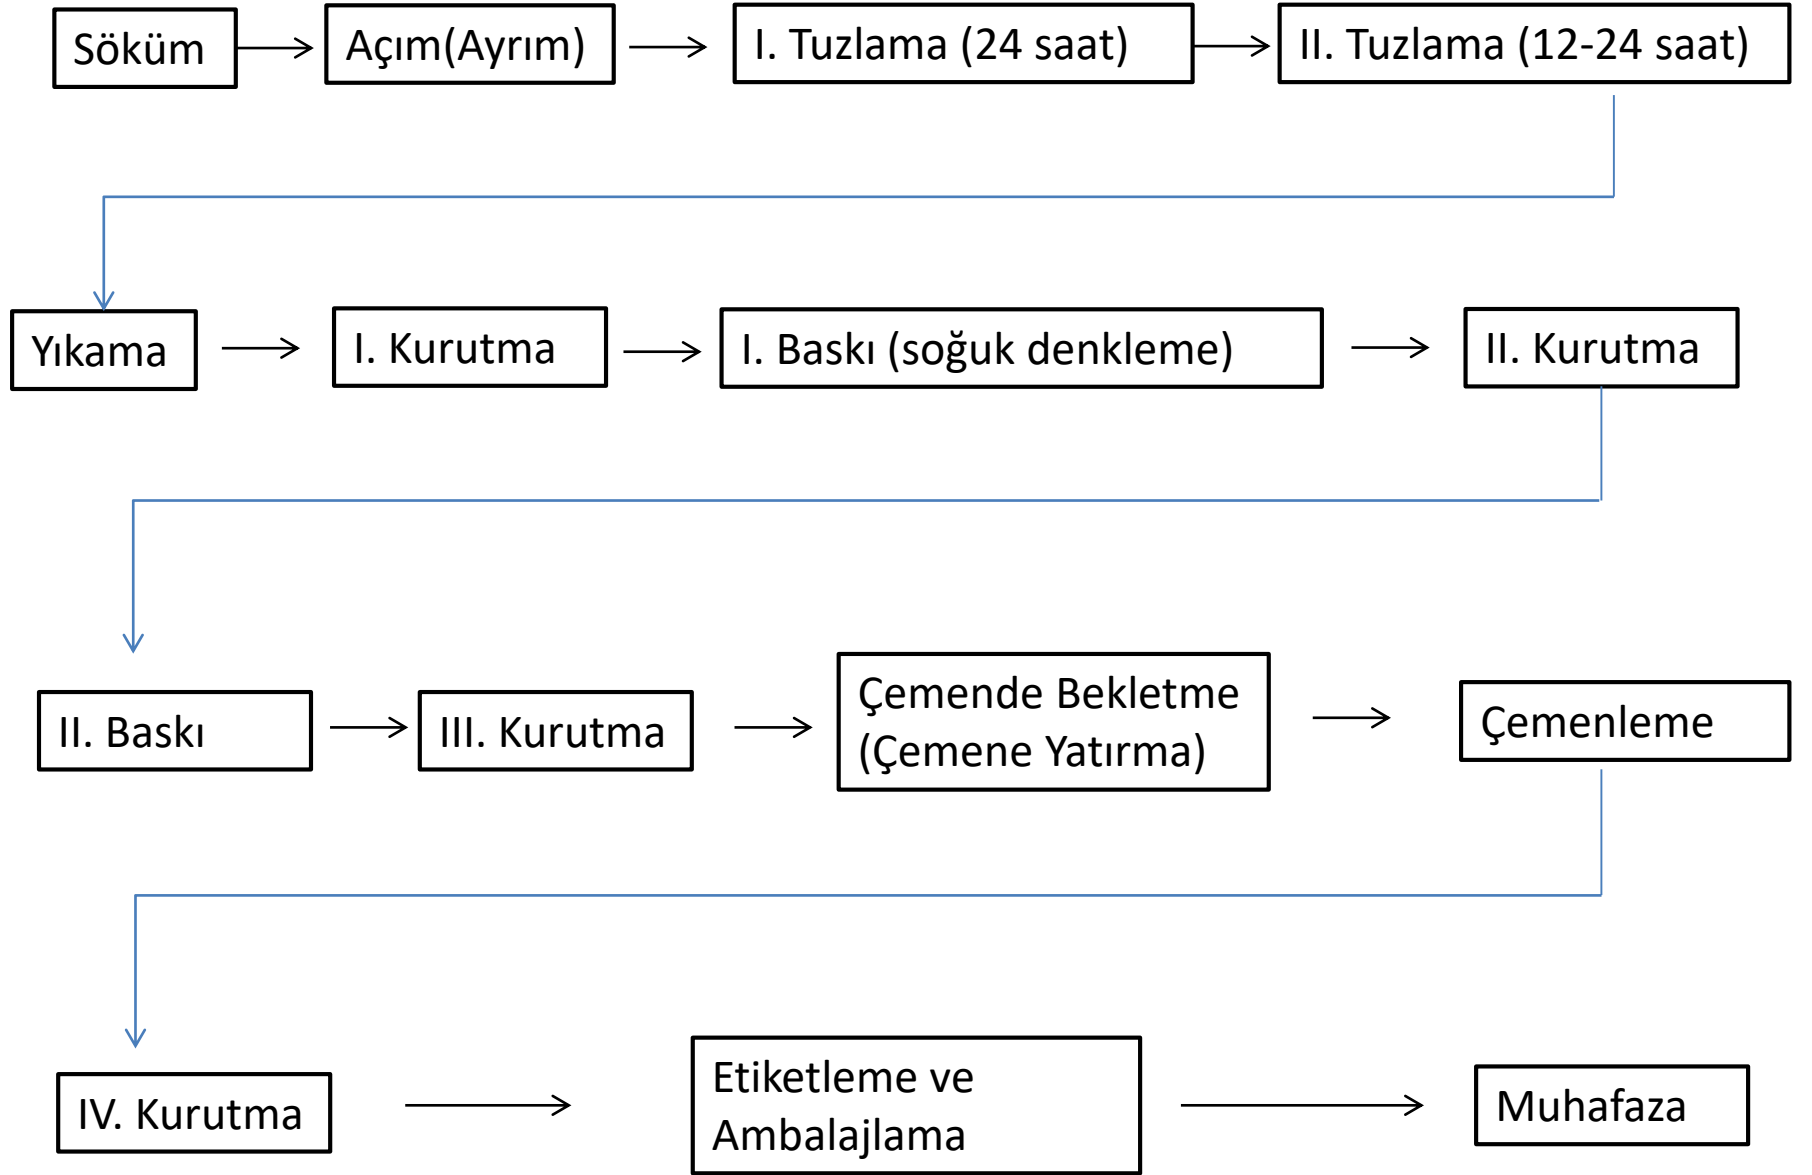 Söküm
Açım(Ayrım)
I. Tuzlama (24 saat)
II. Tuzlama (12-24 saat)
Yıkama
I. Kurutma
I. Baskı (soğuk denkleme)
II. Kurutma
II. Baskı
III. Kurutma
Çemende Bekletme
(Çemene Yatırma)
Çemenleme
IV. Kurutma
Etiketleme ve
Ambalajlama
Muhafaza